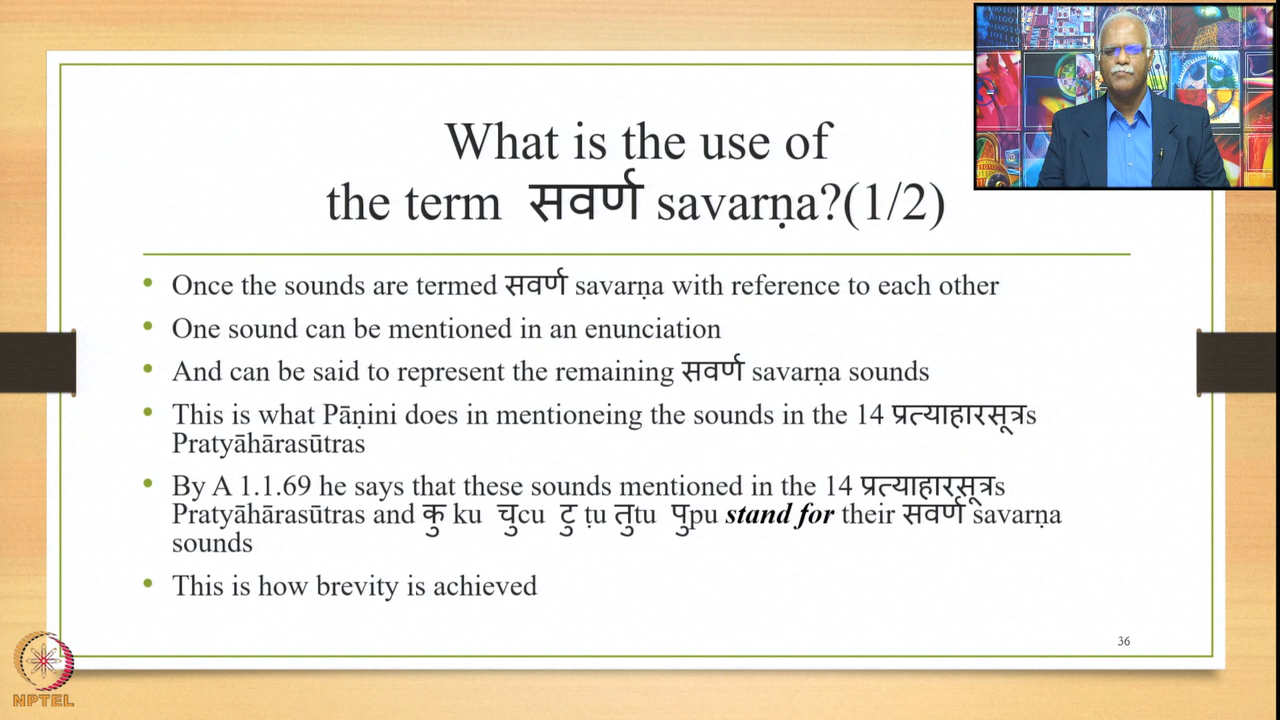 What is the use of
the term सवर्ण savarṇa?(1/2)
• Once the sounds are termed सवर्ण savarṇa with reference to each other
• One sound can be mentioned in an enunciation
• And can be said to represent the remaining सवर्ण savarṇa sounds
• This is what Pāṇini does in mentioneing the sounds in the 14 प्रत्याहारसूत्रs
Pratyāhārasūtras
• By A 1.1.69 he says that these sounds mentioned in the 14 प्रत्याहारसूत्रs
Pratyāhārasūtras and कु ku चुcu टु ṭu तुtu पुpu stand for their सवर्ण savarṇa
sounds
• This is how brevity is achieved
36
NPTEL